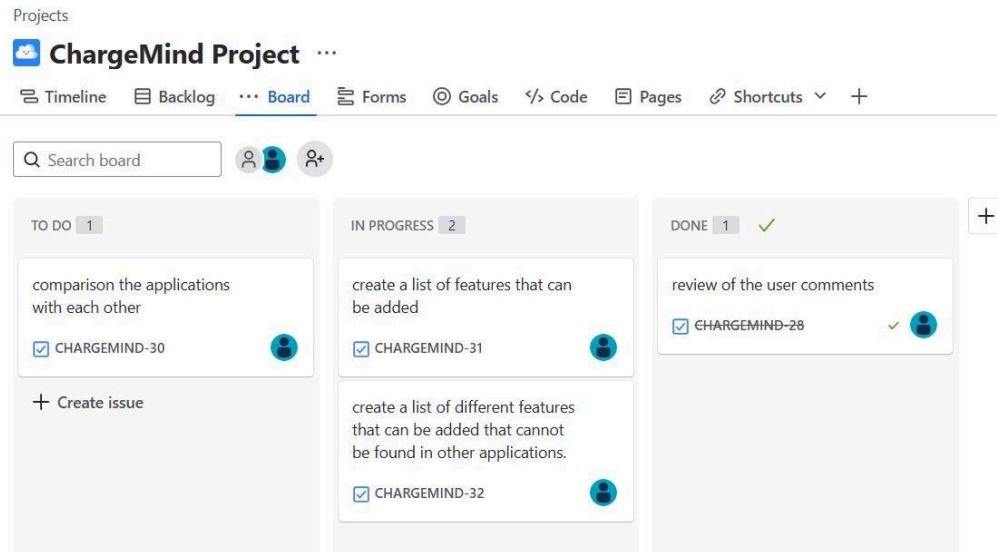 Projects
ChargeMind Project
Timeline Backlog Board Forms Goals Code Pages Shortcuts
Search board
TO DO 1
comparison the applications
with each other
CHARGEMIND-30
Create issue
IN PROGRESS 2
create a list of features that can
be added
CHARGEMIND-31
create a list of different features
that can be added that cannot
be found in other applications.
CHARGEMIND-32
DONE 1
review of the user comments
CHARGEMIND-28